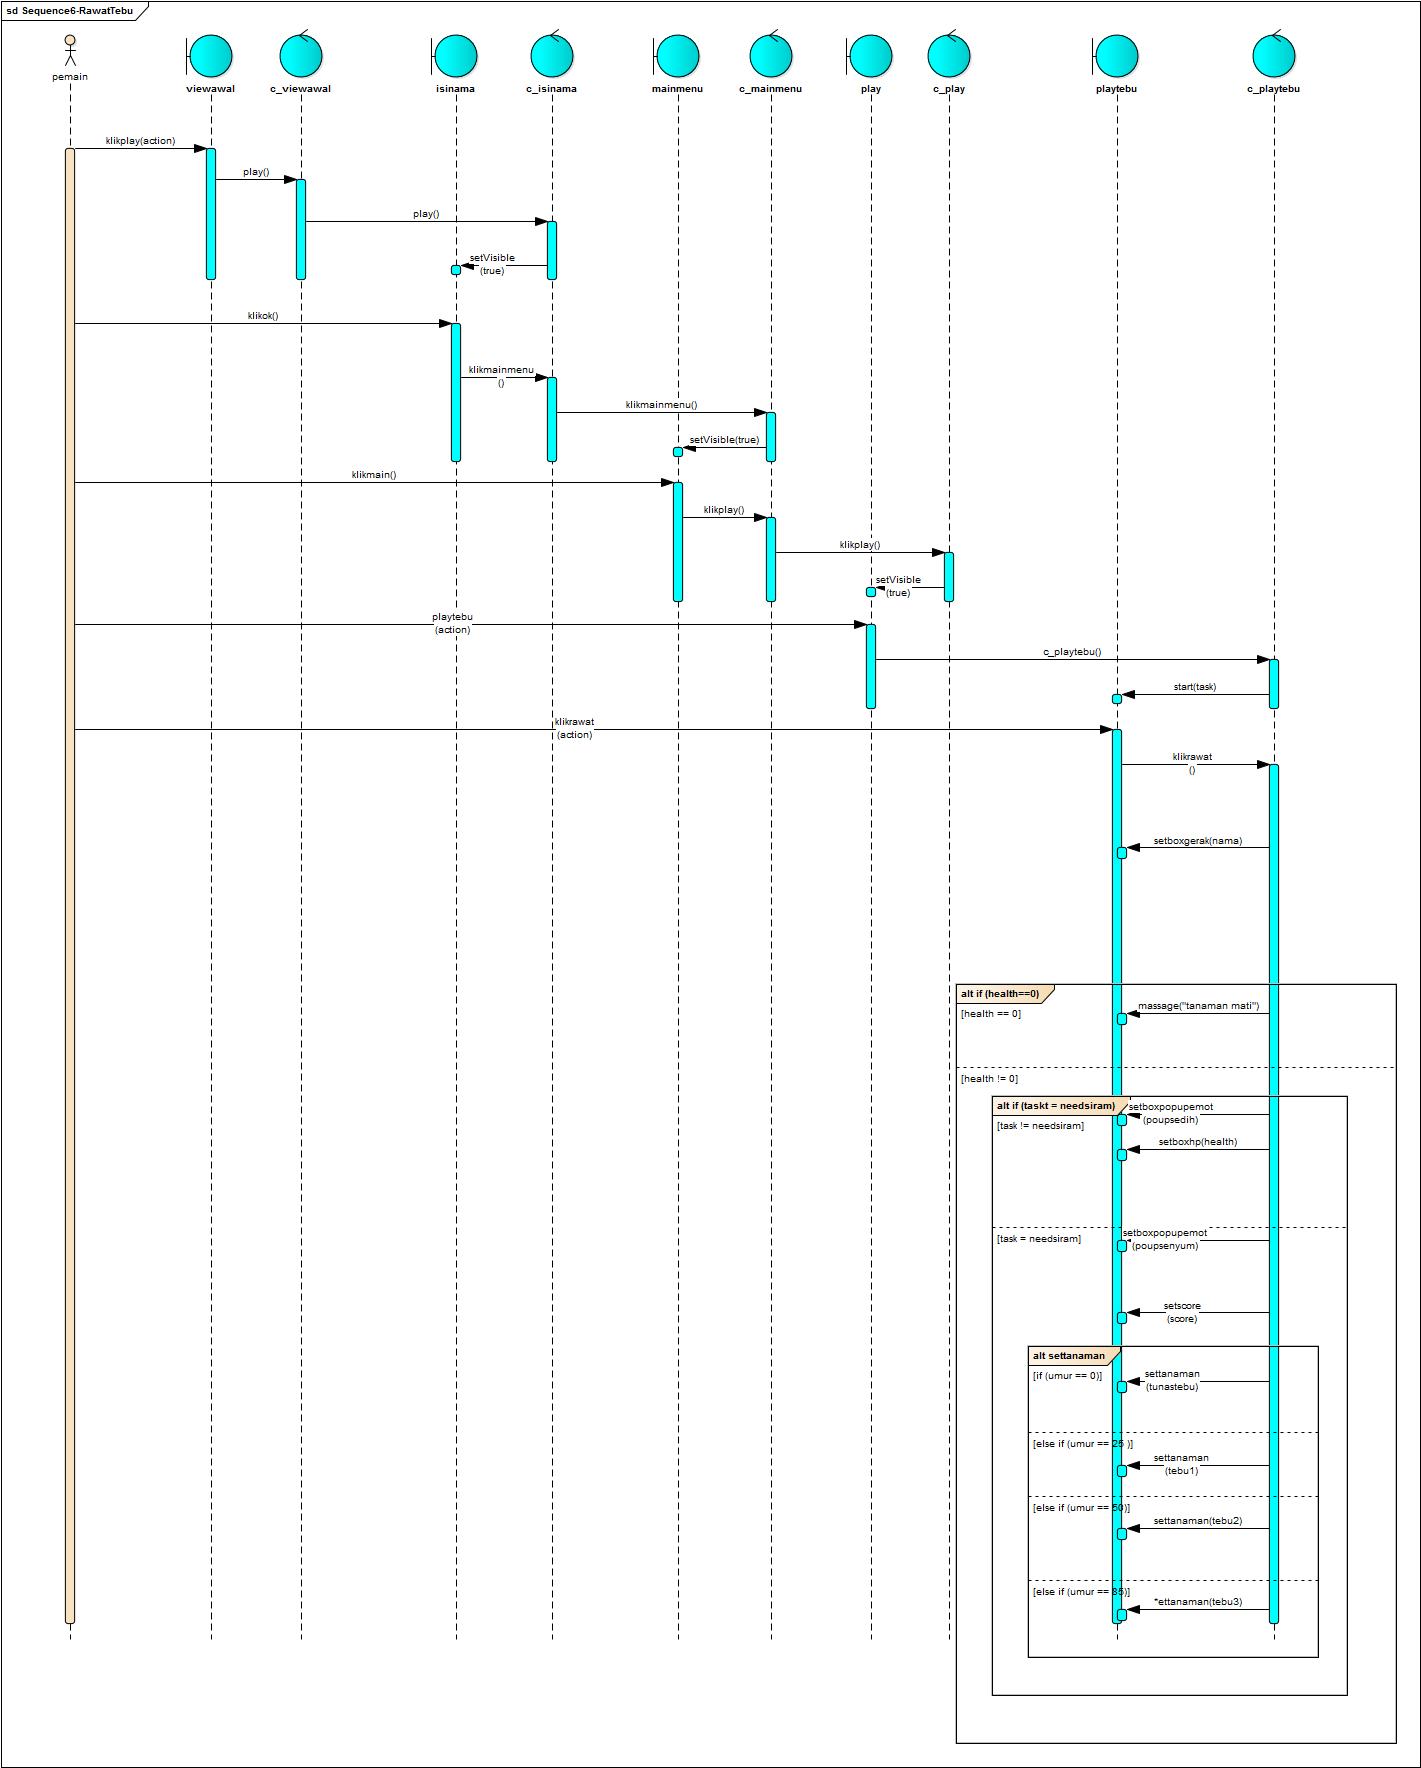 sd Sequence6-RawatTebu
pemain
viewawal
c_viewawal
isinama
c_isinama
mainmenu
c_mainmenu
play
c_play
playtebu
c_playtebu
klikplay(action)
play()
play()
setVisible
(true)
klikok()
klikmainmenu
()
klikmainmenu()
setVisible(true)
klikmain()
klikplay()
klikplay()
setVisible
(true)
playtebu
(action)
c_playtebu()
start(task)
klikrawat
(action)
klikrawat
()
setboxgerak(nama)
alt if (health==0)
[health == 0]
massage("tanaman mati")
[health != 0]
alt if (taskt = needsiram)
setboxpopupemot
(poupsedih)
[task != needsiram]
setboxhp(health)
[task = needsiram]
setboxpopupemot
(poupsenyum)
setscore
(score)
alt settanaman
[if (umur == 0)]
settanaman
(tunastebu)
[else if (umur == 25 )]
settanaman
(tebu1)
[else if (umur == 50)]
settanaman(tebu2)
[else if (umur == 85)]
*ettanaman(tebu3)